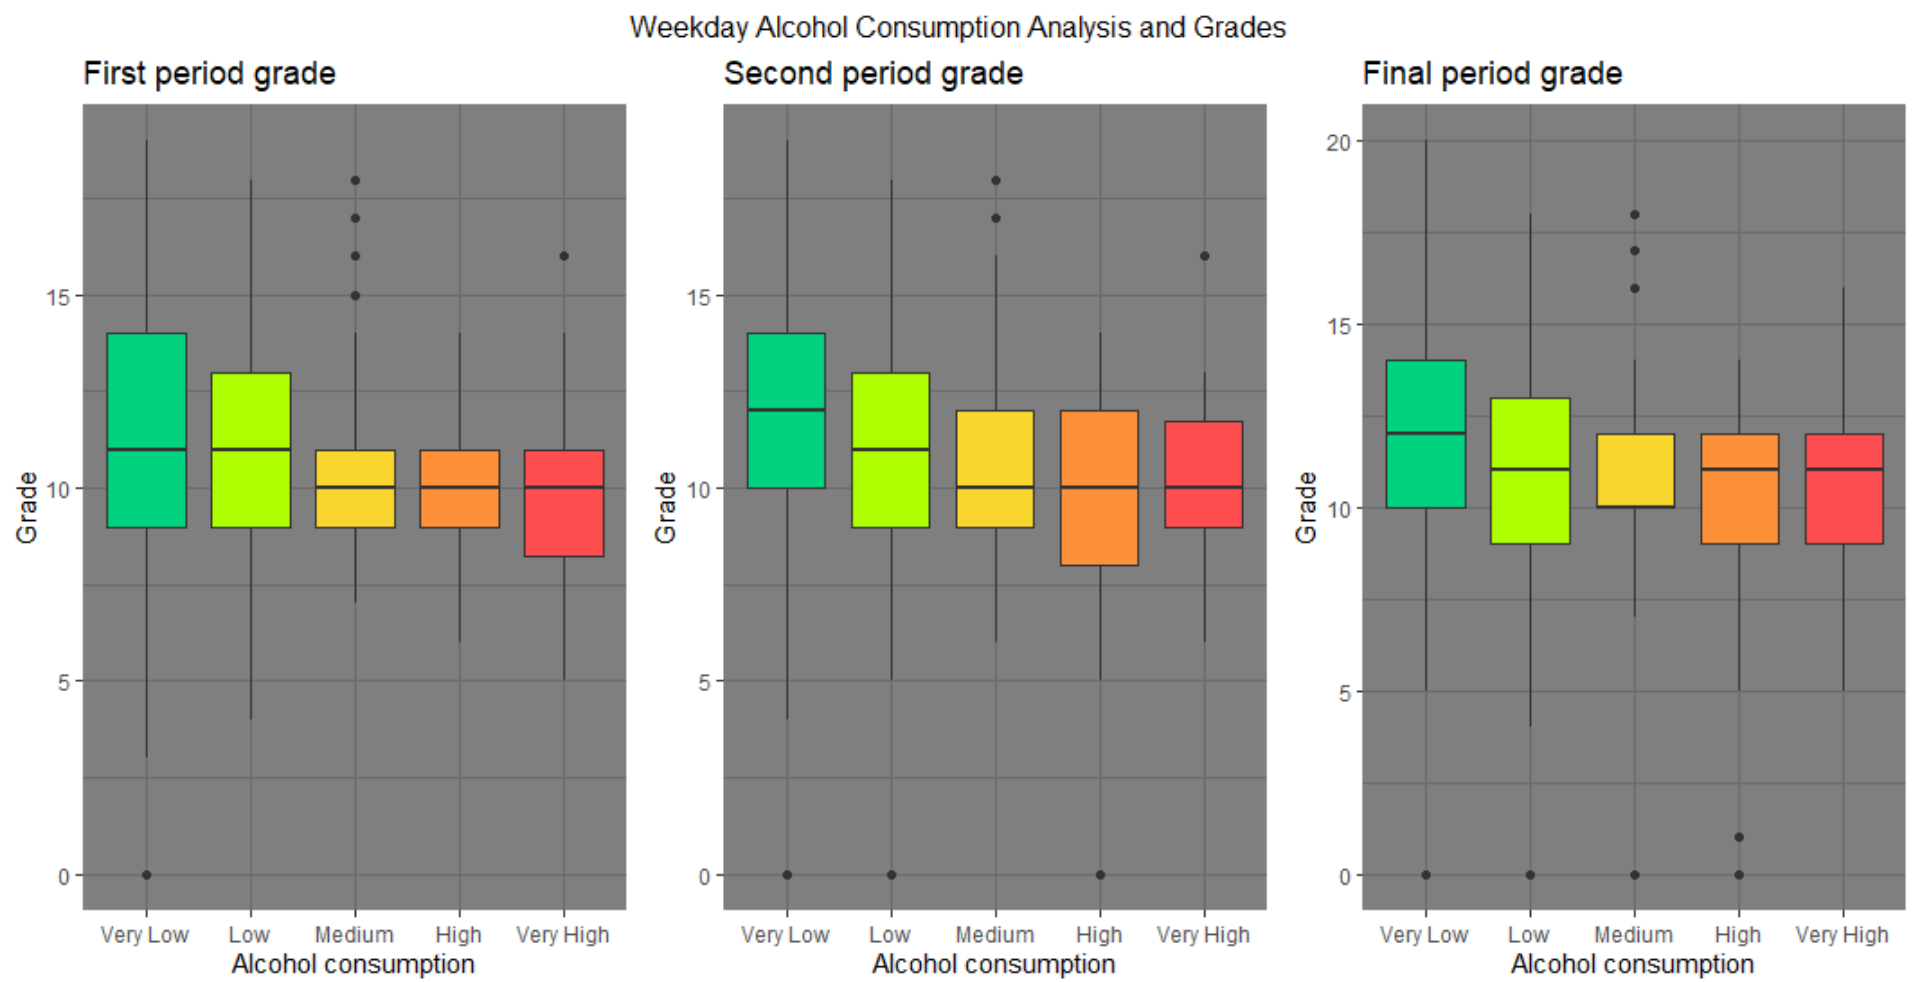 Weekday Alcohol Consumption Analysis and Grades
First period grade
Grade
15
10
5
0
Very Low Low Medium High Very High
Alcohol consumption
Second period grade
Grade
15
10
5
0
Very Low Low Medium High Very High
Alcohol consumption
Final period grade
Grade
20
15
10
5
0
Very Low Low Medium High Very High
Alcohol consumption